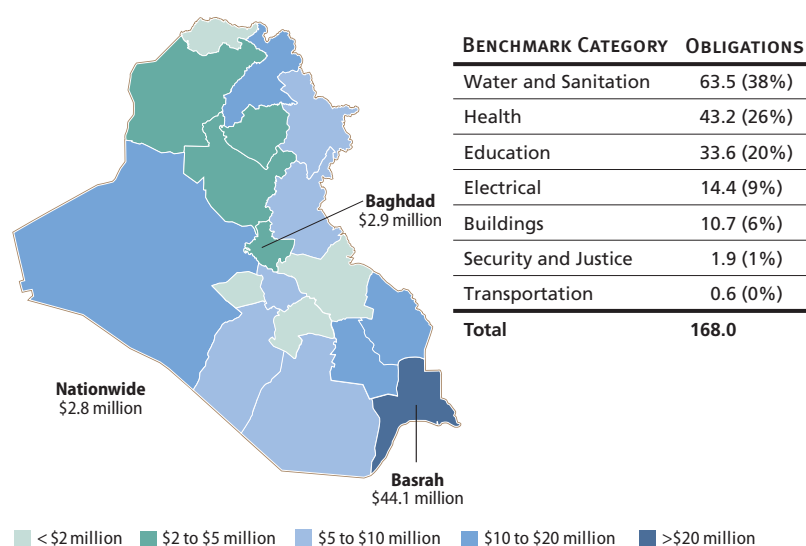 BENCHMARK CATEGORY OBLIGATIONS
Water and Sanitation 63.5 (38%)
Health 43.2 (26%)
Education 33.6 (20%)
Electrical 14.4 (9%)
Buildings 10.7 (6%)
Security and Justice 1.9 (1%)
Transportation 0.6 (0%)
Total 168.0
Baghdad
$2.9 million
Nationwide
$2.8 million
Basrah
$44.1 million
< $2 million $2 to $5 million $5 to $10 million $10 to $20 million >$20 million